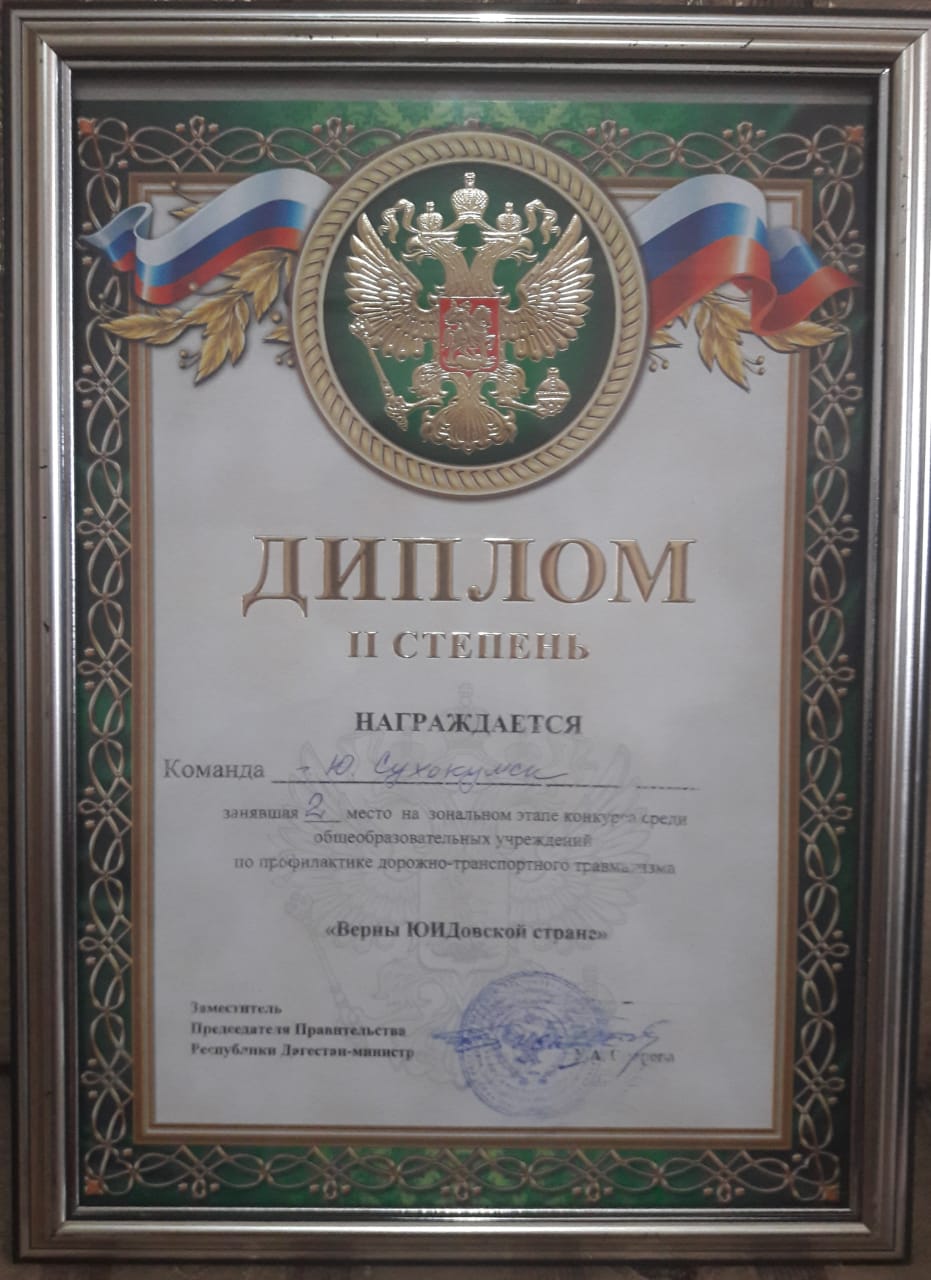 ДИПЛОМ
II СТЕПЕНЬ
НАГРАЖДАЕТСЯ
Команда - Ю. Сухокумск
занявшая 2 место на зональном этапе конкурса среди
общеобразовательных учреждений
по профилактике дорожно-транспортного травматизма
«Верны ЮИДовской стране»
Заместитель
Председателя Правительства
Республики Дагестан-министр